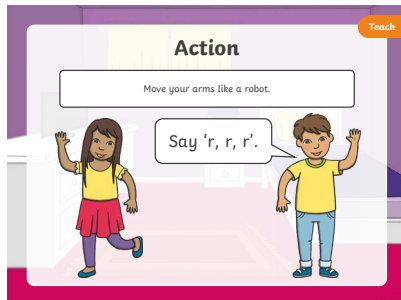 Teach
Action
Move your arms like a robot.
Say ‘r, r, r’.